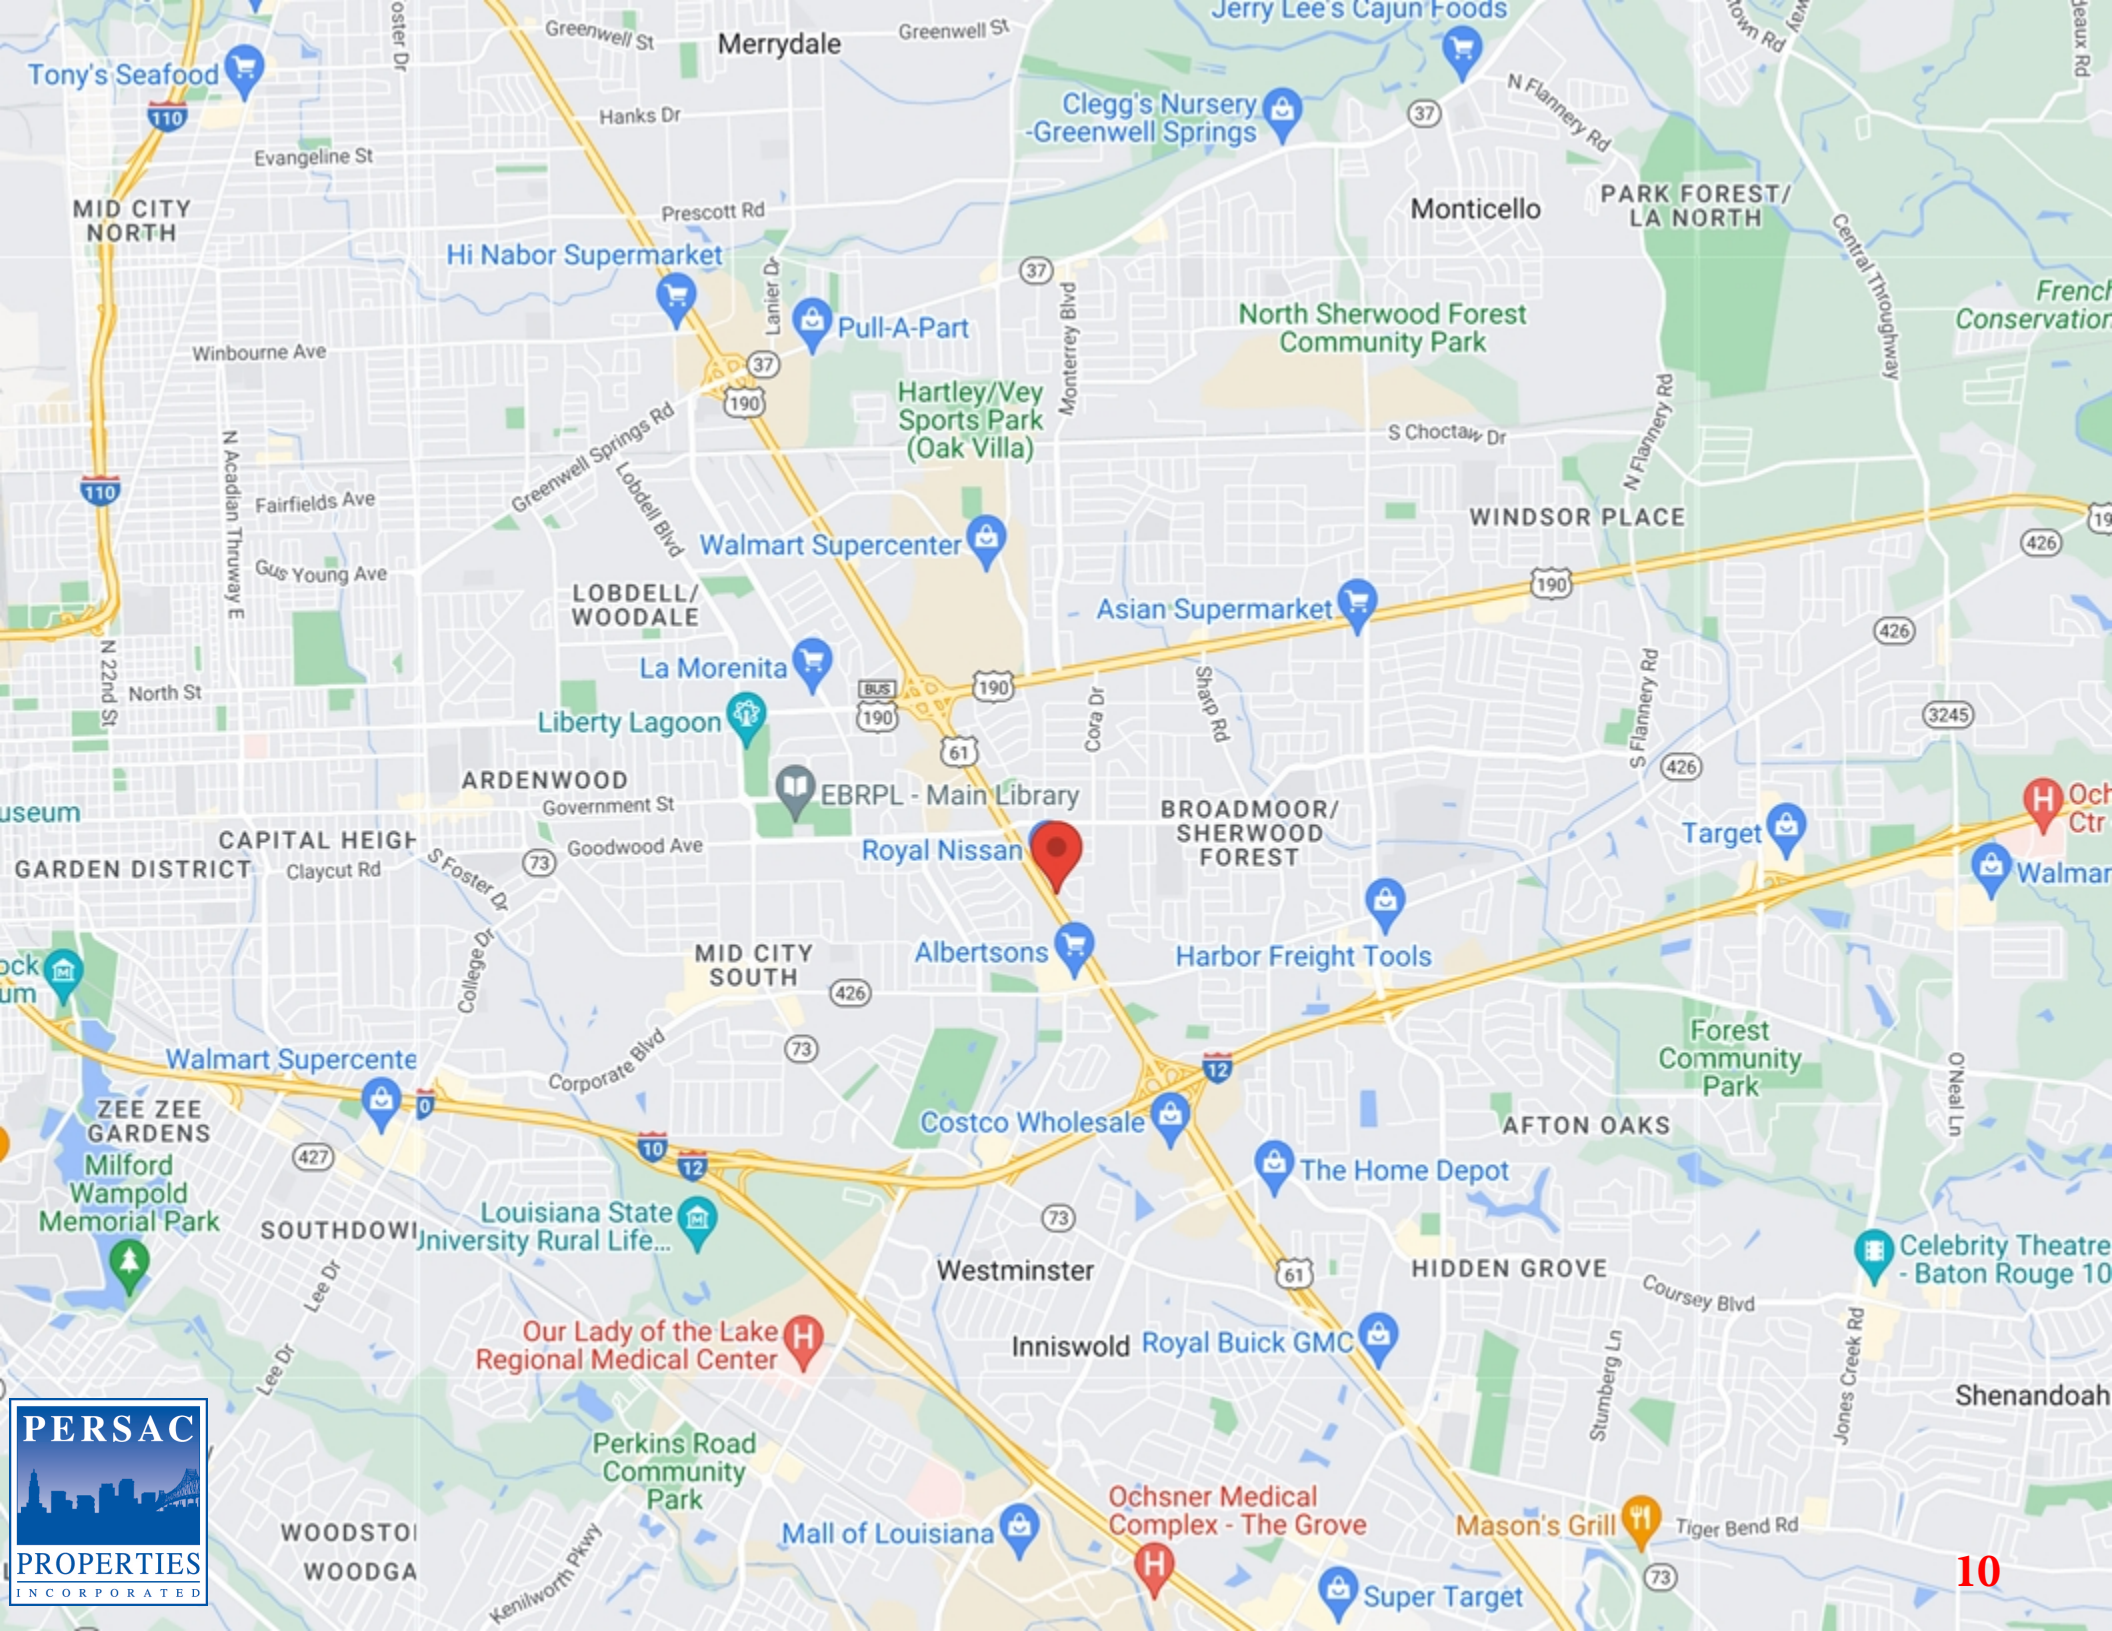 Jerry Lee's Cajun Foods
Greenwell St
Merrydale
Greenwell St
Tony's Seafood
110
Hanks Dr
Clegg's Nursery
-Greenwell Springs
37
N Flannery Rd
Evangeline St
MID CITY
NORTH
Prescott Rd
Monticello
PARK FOREST/
LA NORTH
Central Throughway
Hi Nabor Supermarket
Lanier Dr
37
Monterrey Blvd
Pull-A-Part
North Sherwood Forest
Community Park
French
Conservation
Winbourne Ave
37
190
Hartley/Vey
Sports Park
(Oak Villa)
Greenwell Springs Rd
S Choctaw Dr
N Flannery Rd
N Acadian Thruway E
110
Fairfields Ave
Lobdell Blvd
WINDSOR PLACE
19
426
Walmart Supercenter
Gus Young Ave
LOBDELL/
WOODALE
190
Asian Supermarket
426
N 22nd St
North St
La Morenita
BUS
190
190
Cora Dr
Sharp Rd
S Flannery Rd
3245
Liberty Lagoon
61
426
ARDENWOOD
Government St
EBRPL - Main Library
BROADMOOR/
SHERWOOD
FOREST
useum
CAPITAL HEIGH
Target
Och
Ctr
GARDEN DISTRICT
Claycut Rd
S Foster Dr
73
Goodwood Ave
Royal Nissan
Walmar
College Dr
MID CITY
SOUTH
Albertsons
Harbor Freight Tools
ock
um
426
73
Corporate Blvd
Forest
Community
Park
O'Neal Ln
Walmart Supercente
0
12
ZEE ZEE
GARDENS
Costco Wholesale
AFTON OAKS
427
10
12
The Home Depot
Milford
Wampold
Memorial Park
SOUTHDOW
Louisiana State
University Rural Life...
73
Westminster
61
HIDDEN GROVE
Coursey Blvd
Celebrity Theatre
- Baton Rouge 10
Lee Dr
Lee Dr
Our Lady of the Lake
Regional Medical Center
Inniswold
Royal Buick GMC
Stumberg Ln
Jones Creek Rd
Shenandoah
PERSAC
PROPERTIES
INCORPORATED
Perkins Road
Community
Park
WOODSTO
WOODGA
Kenilworth Pkwy
Mall of Louisiana
Ochsner Medical
Complex - The Grove
Mason's Grill
Tiger Bend Rd
73
Super Target
10